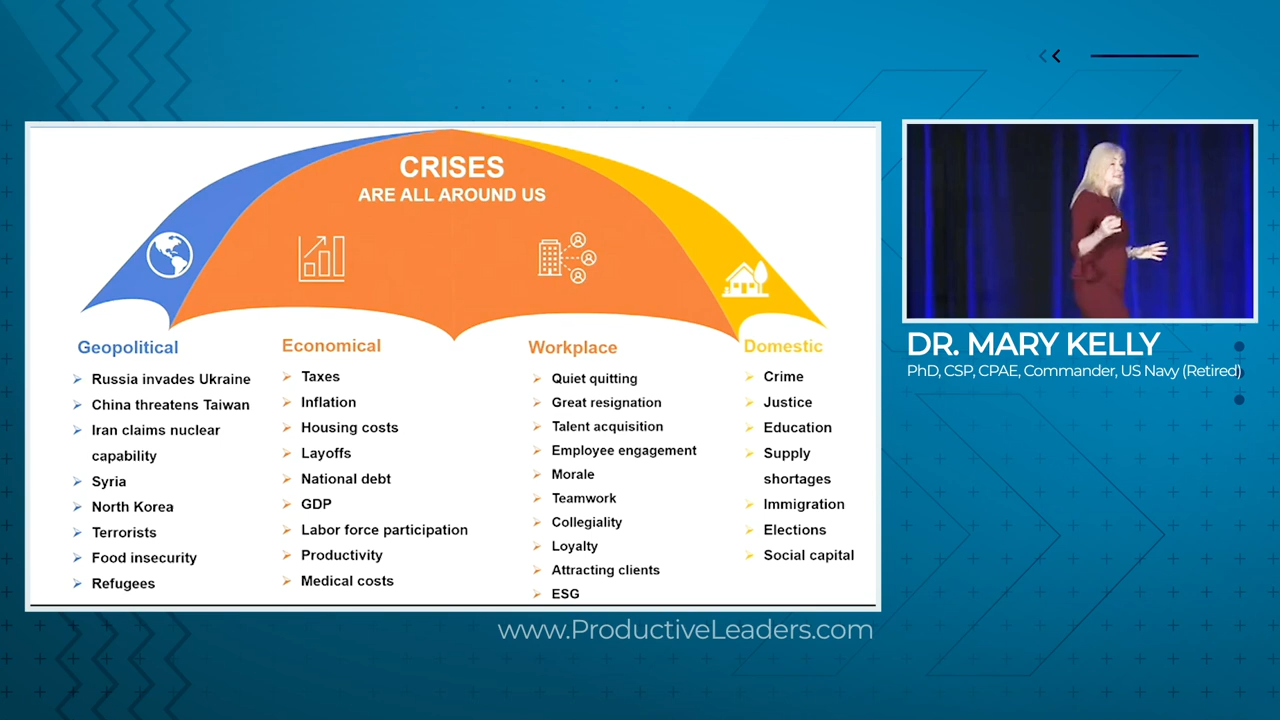 CRISES
ARE ALL AROUND US
Geopolitical
Russia invades Ukraine
China threatens Taiwan
Iran claims nuclear
capability
Syria
North Korea
Terrorists
Food insecurity
Refugees
Economical
Taxes
Inflation
Housing costs
Layoffs
National debt
GDP
Labor force participation
Productivity
Medical costs
Workplace
Quiet quitting
Great resignation
Talent acquisition
Employee engagement
Morale
Teamwork
Collegiality
Loyalty
Attracting clients
ESG
Domestic
Crime
Justice
Education
Supply
shortages
Immigration
Elections
Social capital
DR. MARY KELLY
PhD, CSP, CPAE, Commander, US Navy (Retired)
www.ProductiveLeaders.com